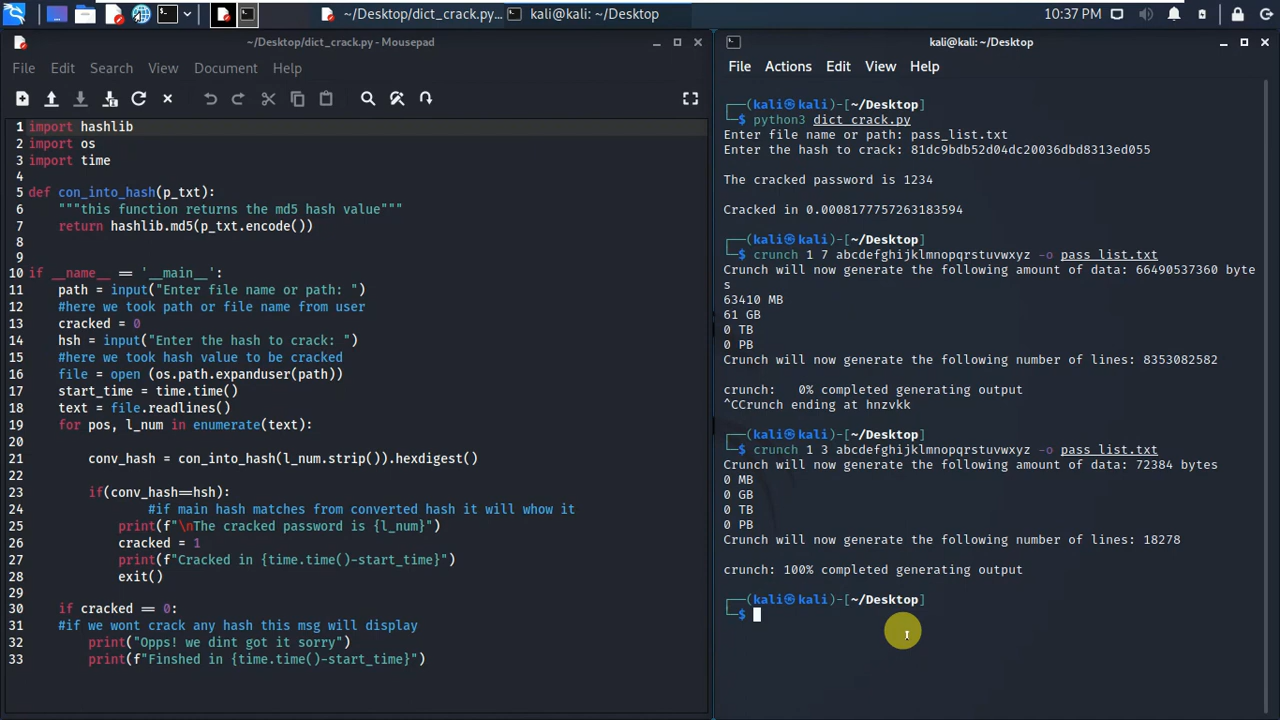 ~/Desktop/dict_crack.py... kali@kali: ~/Desktop 10:37 PM
~/Desktop/dict_crack.py - Mousepad
File Edit Search View Document Help
1 import hashlib
2 import os
3 import time
4
5 def con_into_hash(p_txt):
6 """this function returns the md5 hash value"""
7 return hashlib.md5(p_txt.encode())
8
9
10 if __name__ == '__main__':
11 path = input("Enter file name or path: ")
12 #here we took path or file name from user
13 cracked = 0
14 hsh = input("Enter the hash to crack: ")
15 #here we took hash value to be cracked
16 file = open (os.path.expanduser(path))
17 start_time = time.time()
18 text = file.readlines()
19 for pos, l_num in enumerate(text):
20
21 conv_hash = con_into_hash(l_num.strip()).hexdigest()
22
23 if(conv_hash==hsh):
24 #if main hash matches from converted hash it will whow it
25 print(f"\nThe cracked password is {l_num}")
26 cracked = 1
27 print(f"Cracked in {time.time()-start_time}")
28 exit()
29
30 if cracked == 0:
31 #if we wont crack any hash this msg will display
32 print("Opps! we dint got it sorry")
33 print(f"Finshed in {time.time()-start_time}")
kali@kali: ~/Desktop
File Actions Edit View Help
┌──(kali㉿kali)-[~/Desktop]
└─$ python3 dict_crack.py
Enter file name or path: pass_list.txt
Enter the hash to crack: 81dc9bdb52d04dc20036dbd8313ed055
The cracked password is 1234
Cracked in 0.0008177757263183594
┌──(kali㉿kali)-[~/Desktop]
└─$ crunch 1 7 abcdefghijklmnopqrstuvwxyz -o pass_list.txt
Crunch will now generate the following amount of data: 66490537360 byte
s
63410 MB
61 GB
0 TB
0 PB
Crunch will now generate the following number of lines: 8353082582
crunch:   0% completed generating output
^CCrunch ending at hnzvkk
┌──(kali㉿kali)-[~/Desktop]
└─$ crunch 1 3 abcdefghijklmnopqrstuvwxyz -o pass_list.txt
Crunch will now generate the following amount of data: 72384 bytes
0 MB
0 GB
0 TB
0 PB
Crunch will now generate the following number of lines: 18278
crunch: 100% completed generating output
┌──(kali㉿kali)-[~/Desktop]
└─$